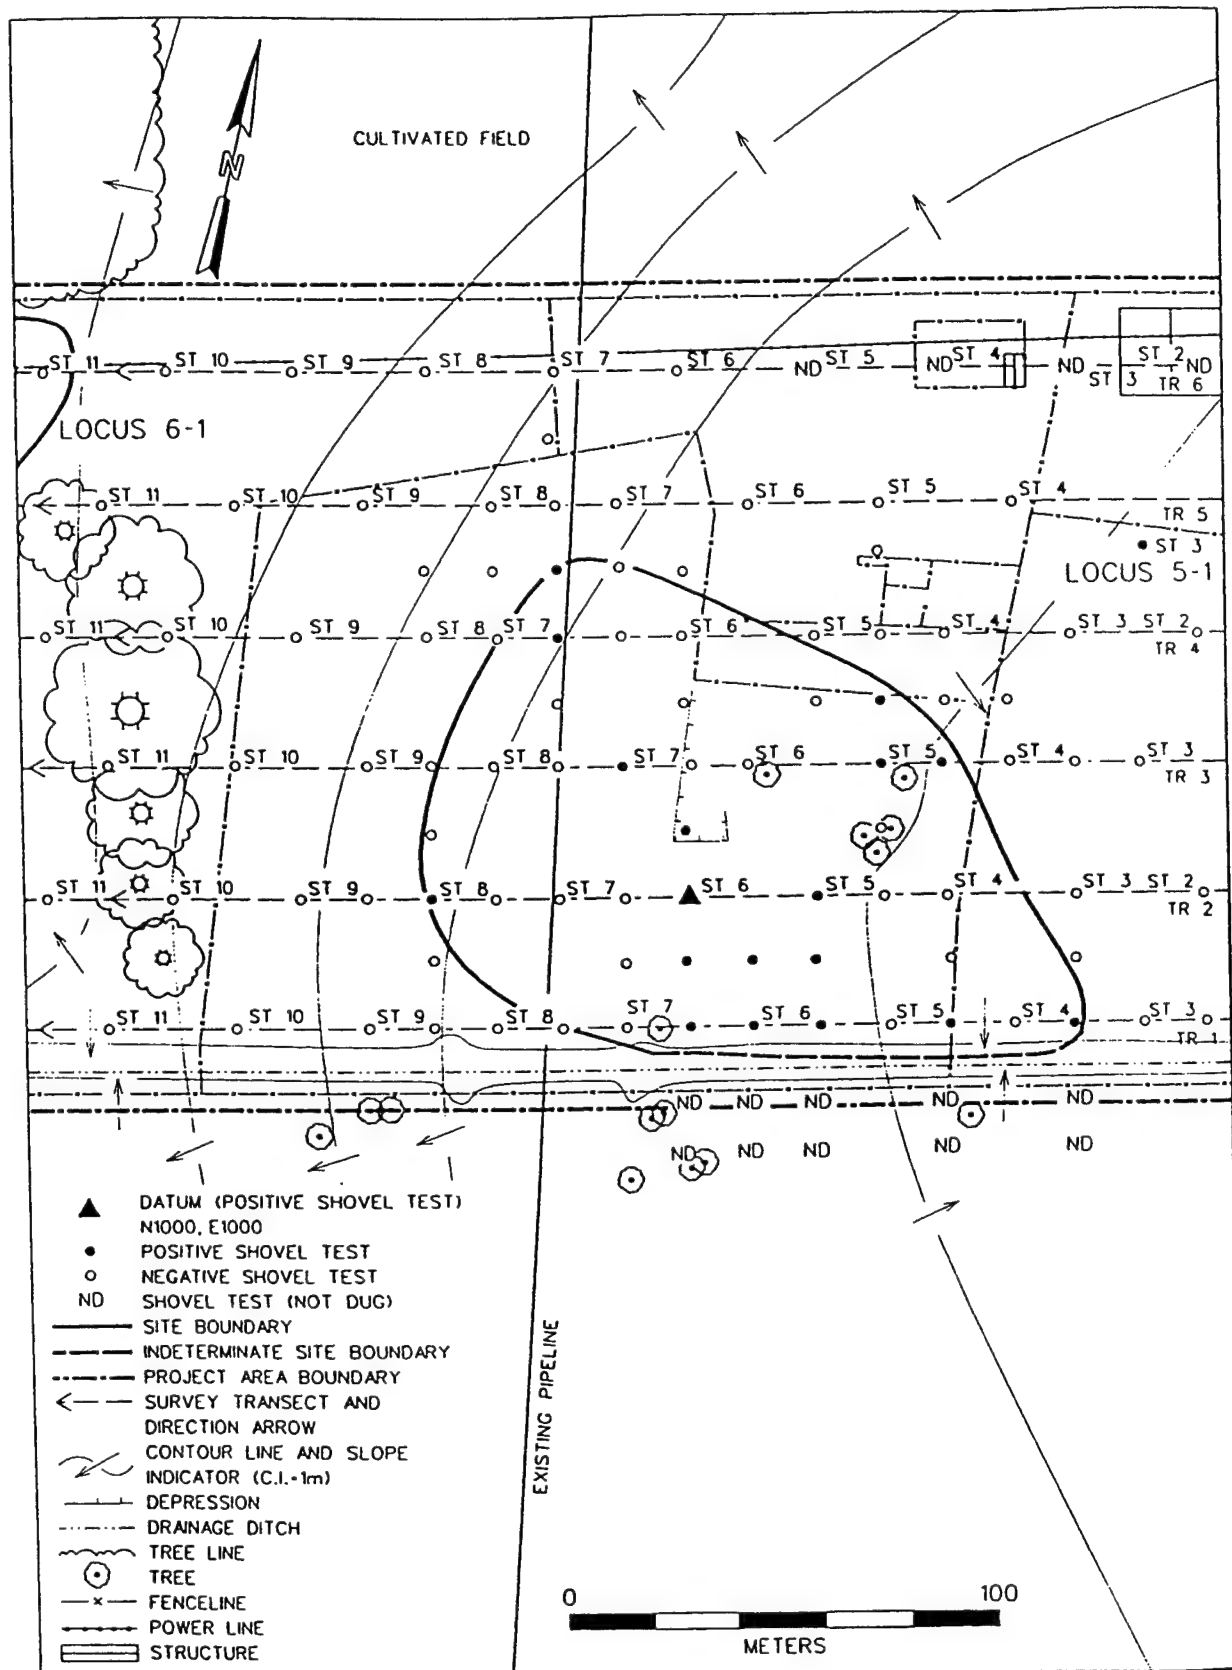 N
CULTIVATED FIELD
ST 11 ST 10 ST 9 ST 8 ST 7 ST 6 ND ST 5 ND ST 4 ND ST 2 ND
ST 3 TR 6
LOCUS 6-1
ST 11 ST 10 ST 9 ST 8 ST 7 ST 6 ST 5 ST 4
TR 5
ST 3
LOCUS 5-1
ST 11 ST 10 ST 9 ST 8 ST 7 ST 6 ST 5 ST 4 ST 3 ST 2
TR 4
ST 11 ST 10 ST 9 ST 8 ST 7 ST 6 ST 5 ST 4 ST 3
TR 3
ST 11 ST 10 ST 9 ST 8 ST 7 ST 6 ST 5 ST 4 ST 3 ST 2
TR 2
ST 11 ST 10 ST 9 ST 8 ST 7 ST 6 ST 5 ST 4 ST 3
TR 1
ND ND ND ND ND
ND ND ND ND ND
DATUM (POSITIVE SHOVEL TEST)
N1000, E1000
POSITIVE SHOVEL TEST
NEGATIVE SHOVEL TEST
ND SHOVEL TEST (NOT DUG)
SITE BOUNDARY
INDETERMINATE SITE BOUNDARY
PROJECT AREA BOUNDARY
SURVEY TRANSECT AND
DIRECTION ARROW
CONTOUR LINE AND SLOPE
INDICATOR (C.I.-1m)
DEPRESSION
DRAINAGE DITCH
TREE LINE
TREE
FENCELINE
POWER LINE
STRUCTURE
EXISTING PIPELINE
0 100
METERS